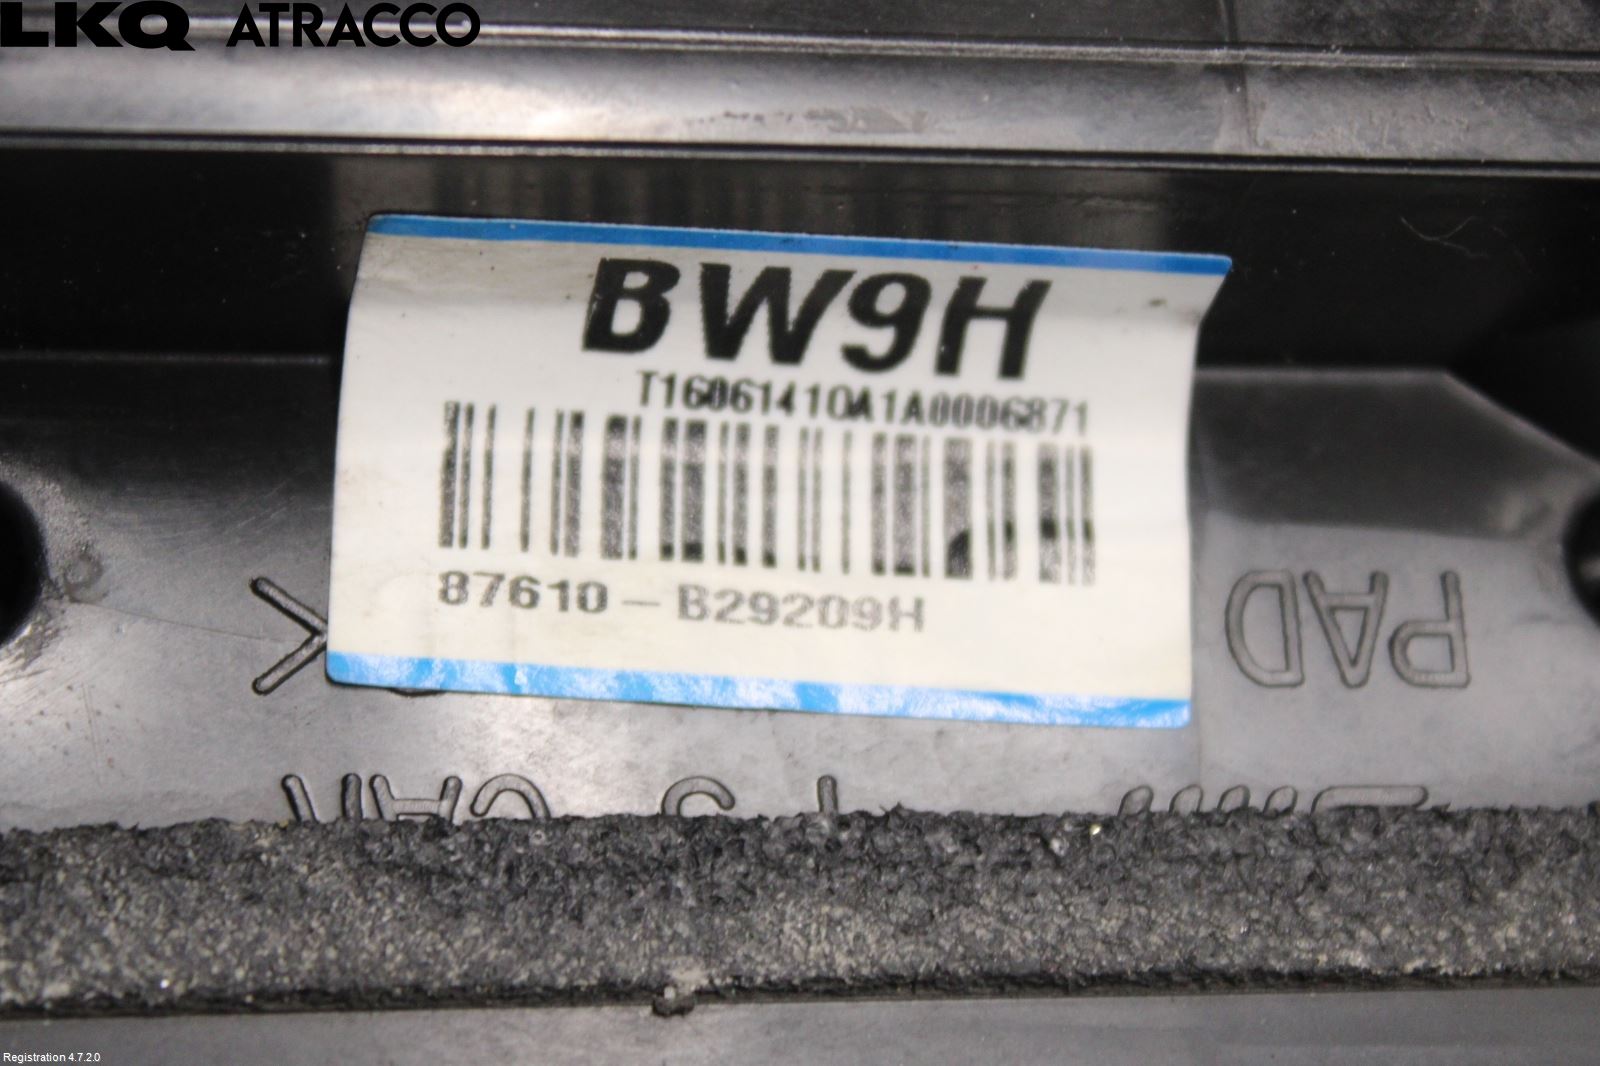 LKQ ATRACCO
BW9H
T16061410A1A0006871
87610-B29209H
PAD
Registration 4.7.2.0